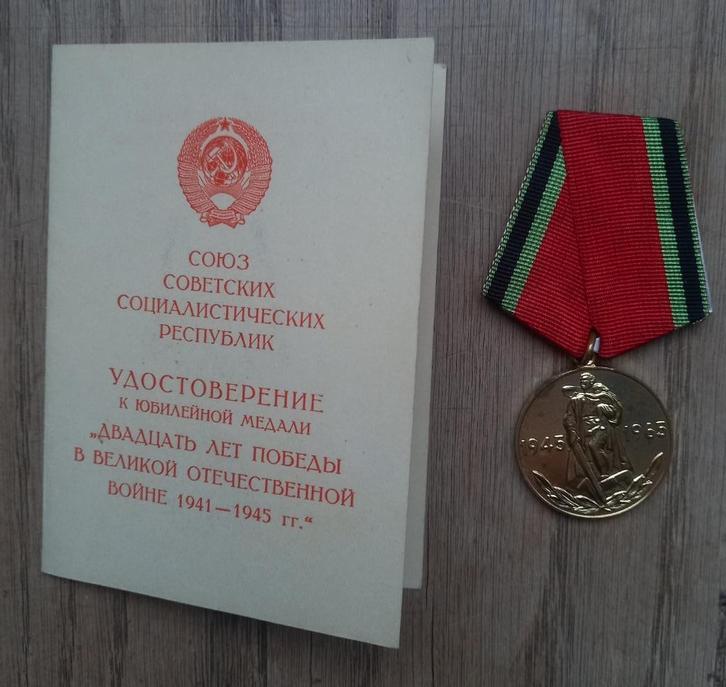 СОЮЗ
СОВЕТСКИХ
СОЦИАЛИСТИЧЕСКИХ
РЕСПУБЛИК
УДОСТОВЕРЕНИЕ
К ЮБИЛЕЙНОЙ МЕДАЛИ
„ДВАДЦАТЬ ЛЕТ ПОБЕДЫ
В ВЕЛИКОЙ ОТЕЧЕСТВЕННОЙ
ВОЙНЕ 1941—1945 гг.“
1945 1965